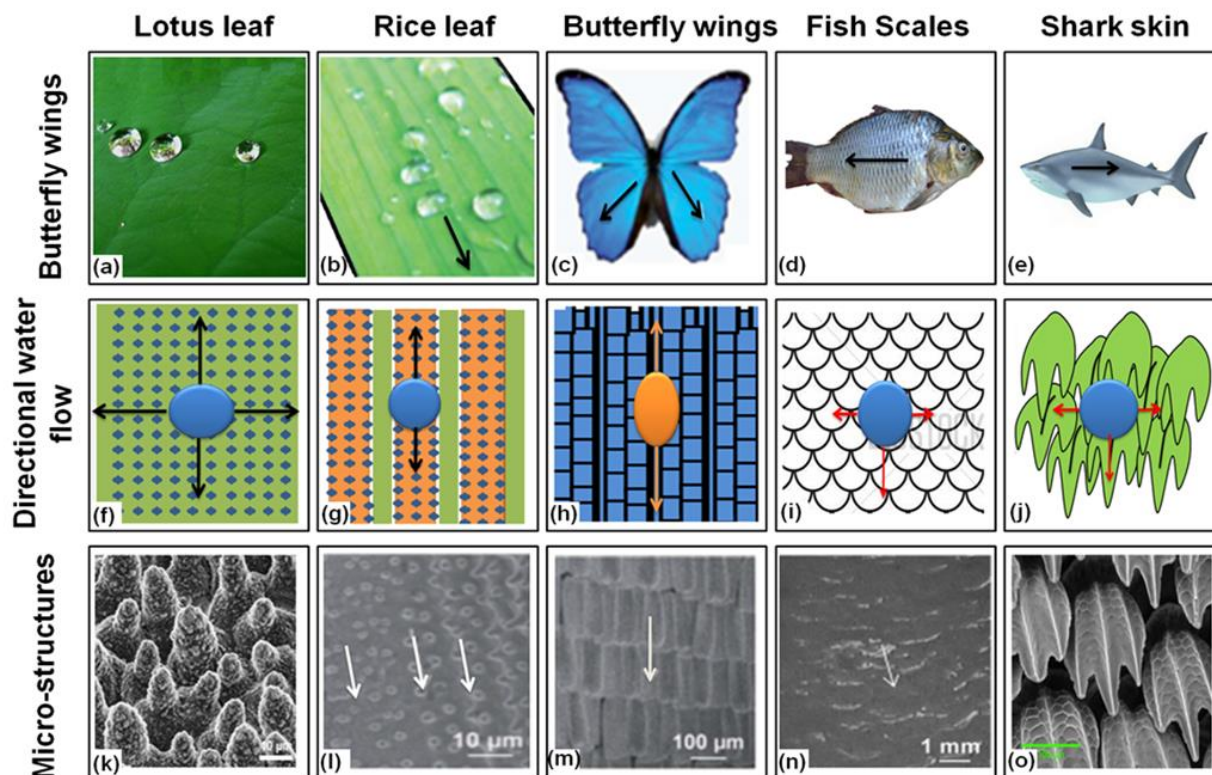 Lotus leaf Rice leaf Butterfly wings Fish Scales Shark skin
Butterfly wings
(a) (b) (c) (d) (e)
Directional water
flow
(f) (g) (h) (i) (j)
Micro-structures
10 µm 100 µm 1 mm
(k) (l) (m) (n) (o)